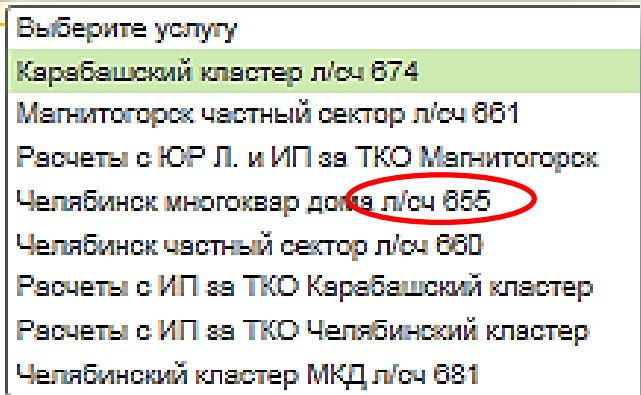 Выберите услугу
Карабашский кластер л/сч 674
Магнитогорск частный сектор л/сч 661
Расчеты с ЮР Л. и ИП за ТКО Магнитогорск
Челябинск многоквар дома л/сч 655
Челябинск частный сектор л/сч 660
Расчеты с ИП за ТКО Карабашский кластер
Расчеты с ИП за ТКО Челябинский кластер
Челябинский кластер МКД л/сч 681